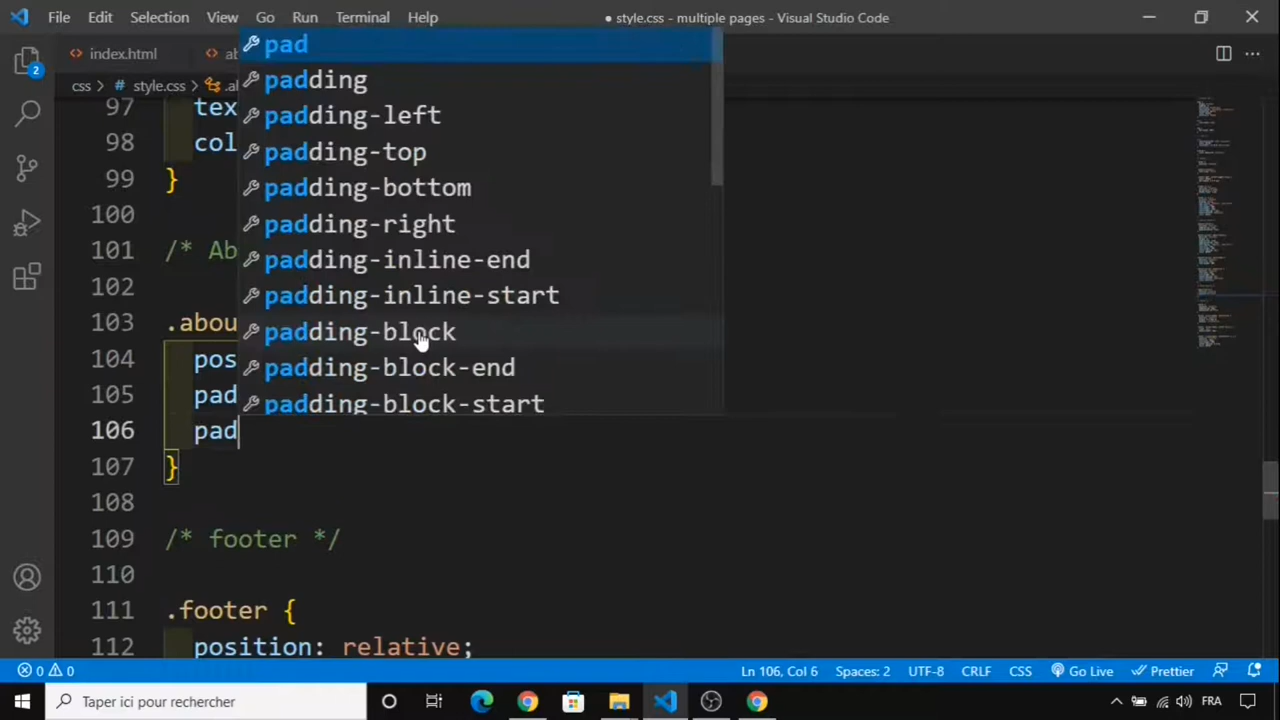 File Edit Selection View Go Run Terminal Help ● style.css - multiple pages - Visual Studio Code
2
index.html ab
css > # style.css > .ab
pad
padding
padding-left
padding-top
padding-bottom
padding-right
padding-inline-end
padding-inline-start
padding-block
padding-block-end
padding-block-start
97 tex
98 col
99 }
100
101 /* Ab
102
103 .abou
104 pos
105 pad
106 pad
107 }
108
109 /* footer */
110
111 .footer {
112 position: relative;
0 0 Ln 106, Col 6 Spaces: 2 UTF-8 CRLF CSS Go Live Prettier
Taper ici pour rechercher FRA